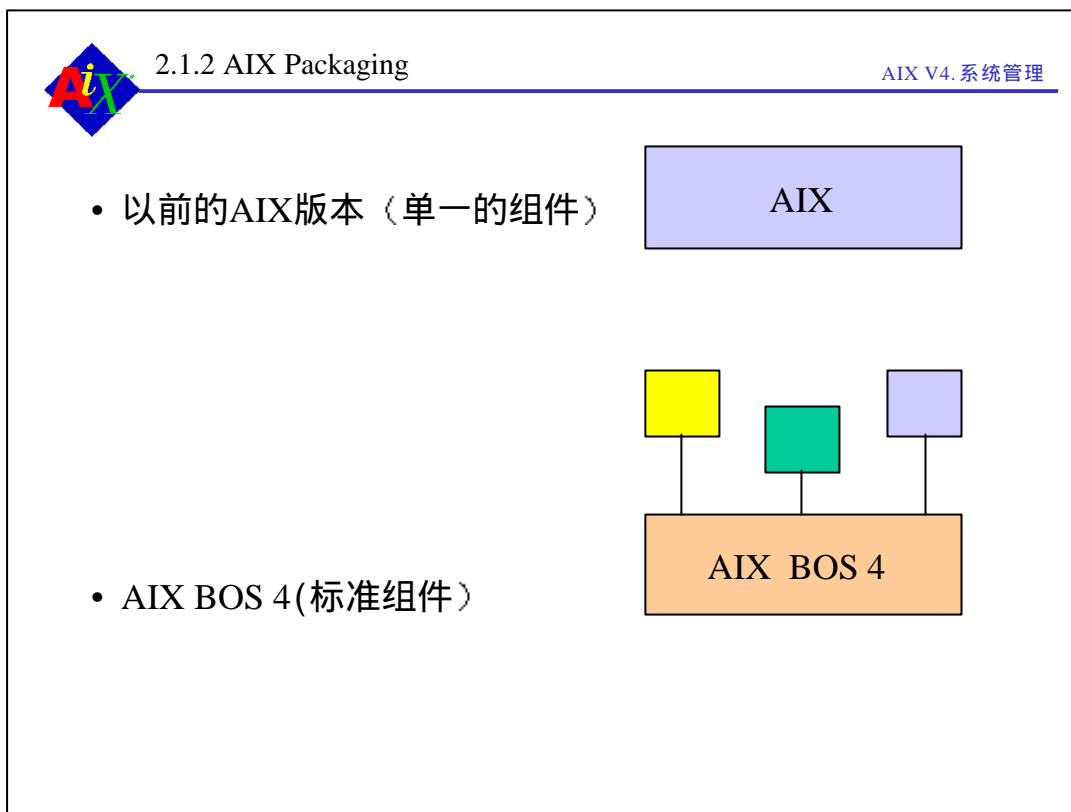 AiX
2.1.2 AIX Packaging
AIX V4.系统管理
• 以前的AIX版本（单一的组件）
AIX
AIX  BOS 4
• AIX BOS 4(标准组件）